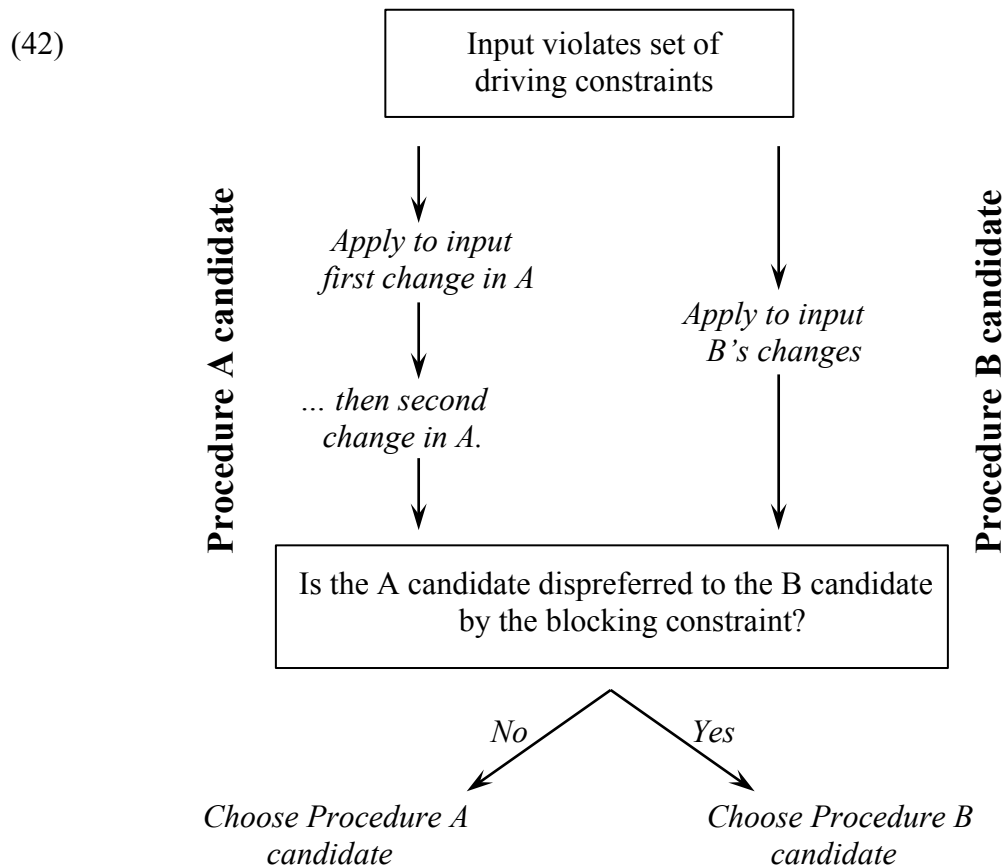 (42)
Input violates set of
driving constraints
Procedure A candidate
Apply to input
first change in A
... then second
change in A.
Apply to input
B’s changes
Procedure B candidate
Is the A candidate dispreferred to the B candidate
by the blocking constraint?
No
Yes
Choose Procedure A
candidate
Choose Procedure B
candidate